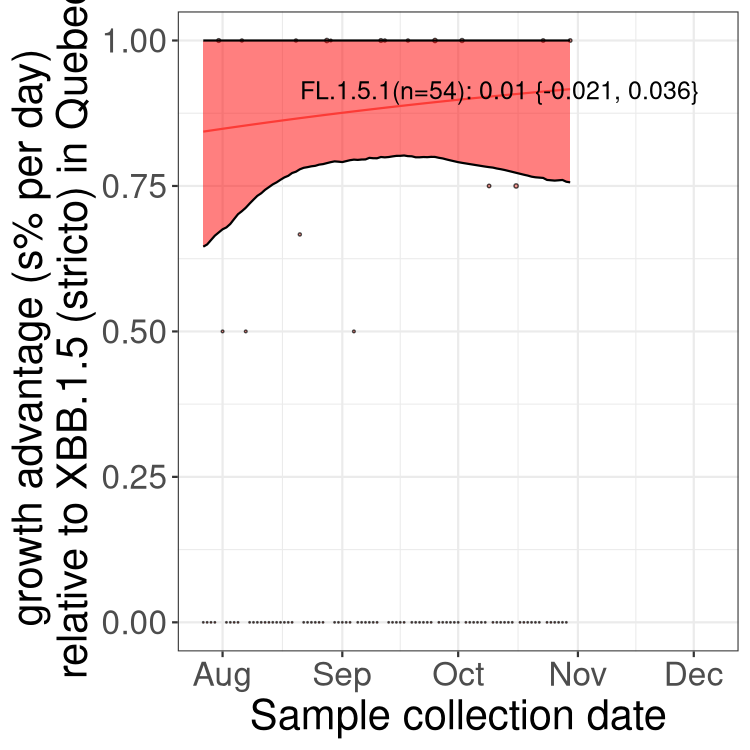 growth advantage (s% per day)
relative to XBB.1.5 (stricto) in Quebec
1.00
0.75
0.50
0.25
0.00
FL.1.5.1(n=54): 0.01 {-0.021, 0.036}
Aug Sep Oct Nov Dec
Sample collection date